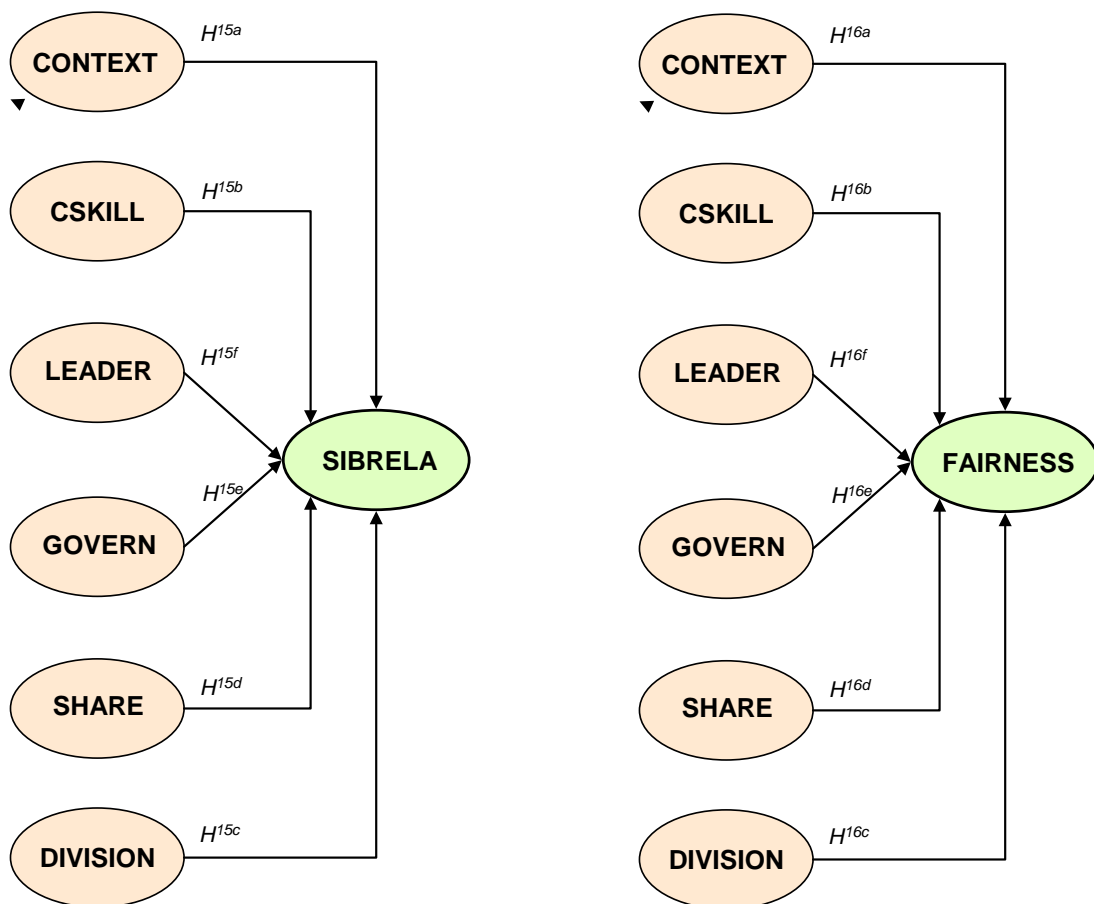 H15a
CONTEXT
H15b
CSKILL
H15f
LEADER
SIBRELA
H15e
GOVERN
H15d
SHARE
H15c
DIVISION
H16a
CONTEXT
H16b
CSKILL
H16f
LEADER
FAIRNESS
H16e
GOVERN
H16d
SHARE
H16c
DIVISION